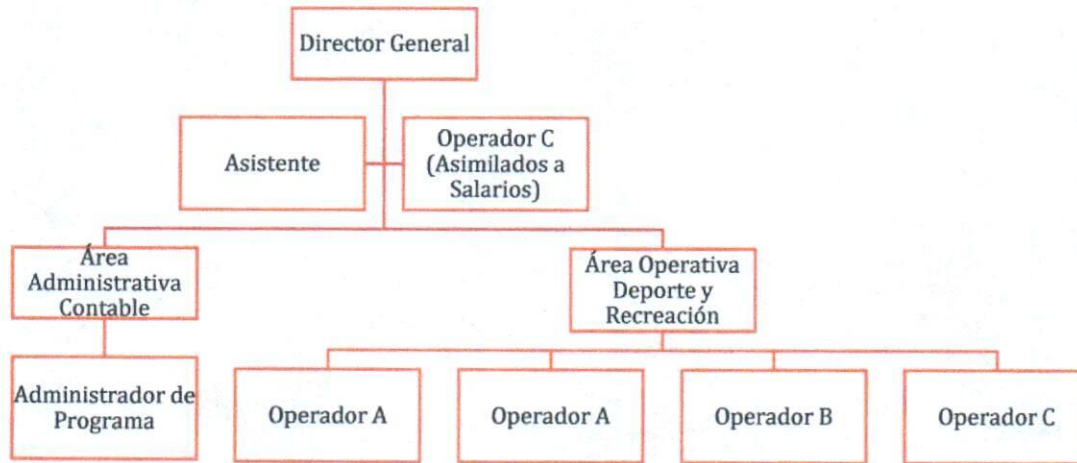 Director General
Asistente
Operador C
(Asimilados a
Salarios)
Área
Administrativa
Contable
Área Operativa
Deporte y
Recreación
Administrador de
Programa
Operador A
Operador A
Operador B
Operador C